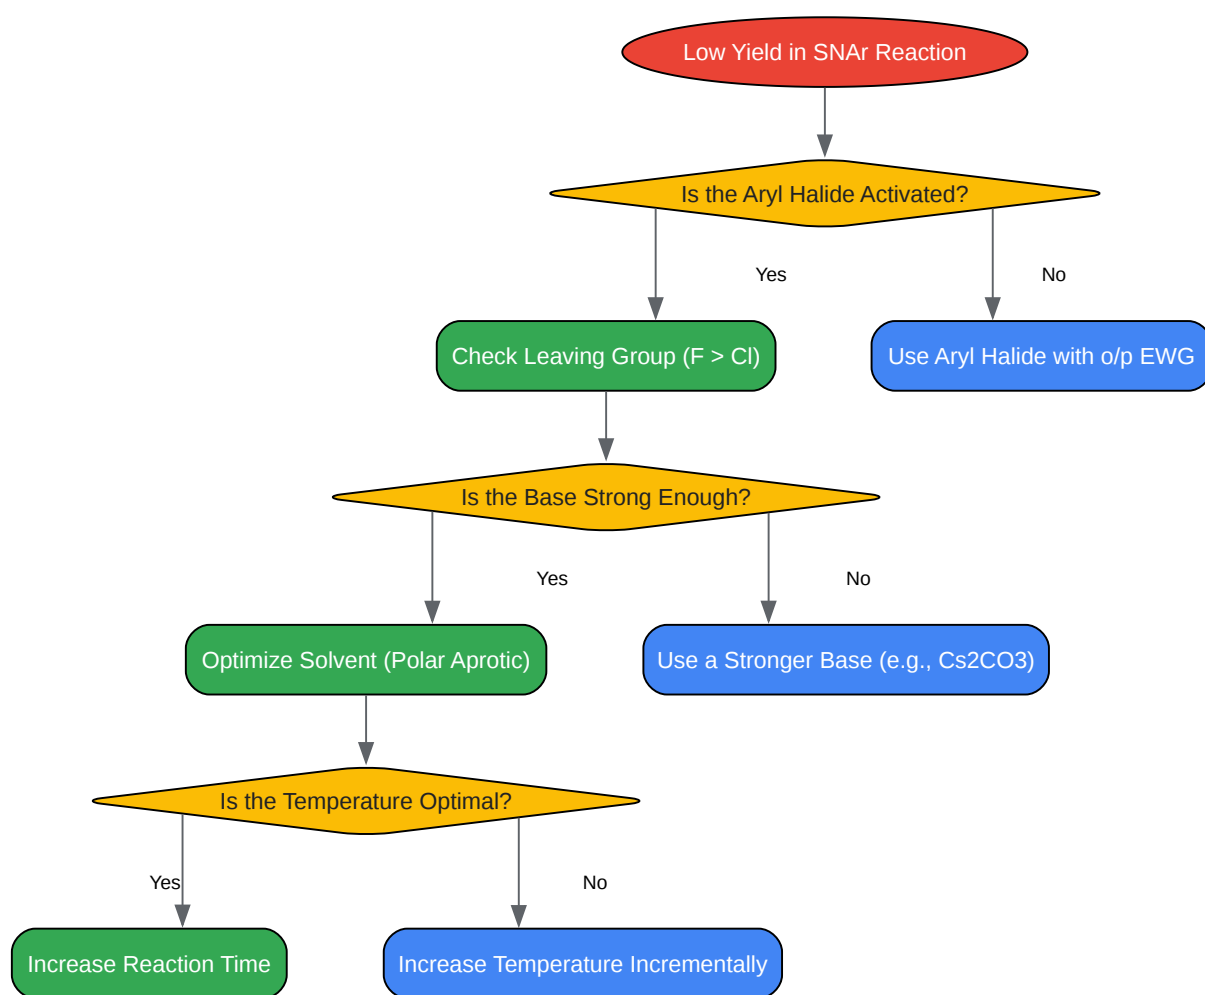 Low Yield in SNAr Reaction
Is the Aryl Halide Activated?
Yes
No
Check Leaving Group (F > Cl)
Use Aryl Halide with o/p EWG
Is the Base Strong Enough?
Yes
No
Optimize Solvent (Polar Aprotic)
Use a Stronger Base (e.g., Cs2CO3)
Is the Temperature Optimal?
Yes
No
Increase Reaction Time
Increase Temperature Incrementally